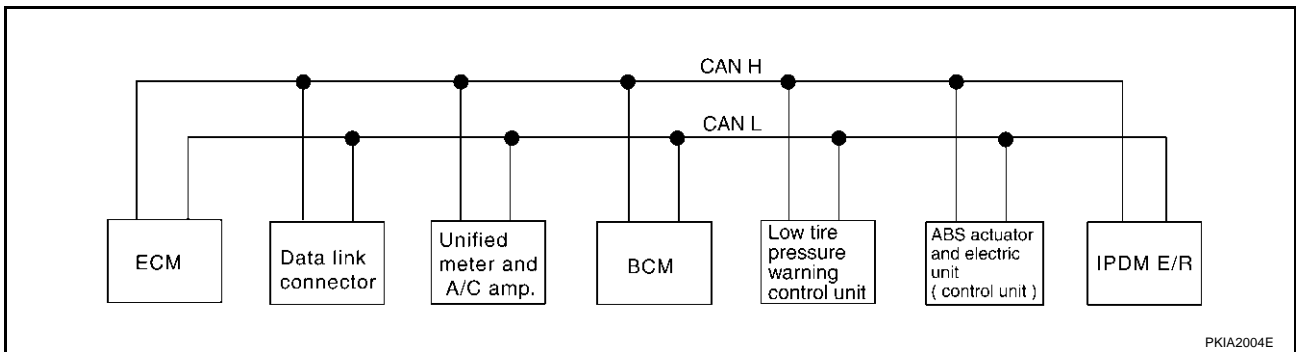 CAN H
CAN L
ECM
Data link
connector
Unified
meter and
A/C amp.
BCM
Low tire
pressure
warning
control unit
ABS actuator
and electric
unit
( control unit )
IPDM E/R
PKIA2004E